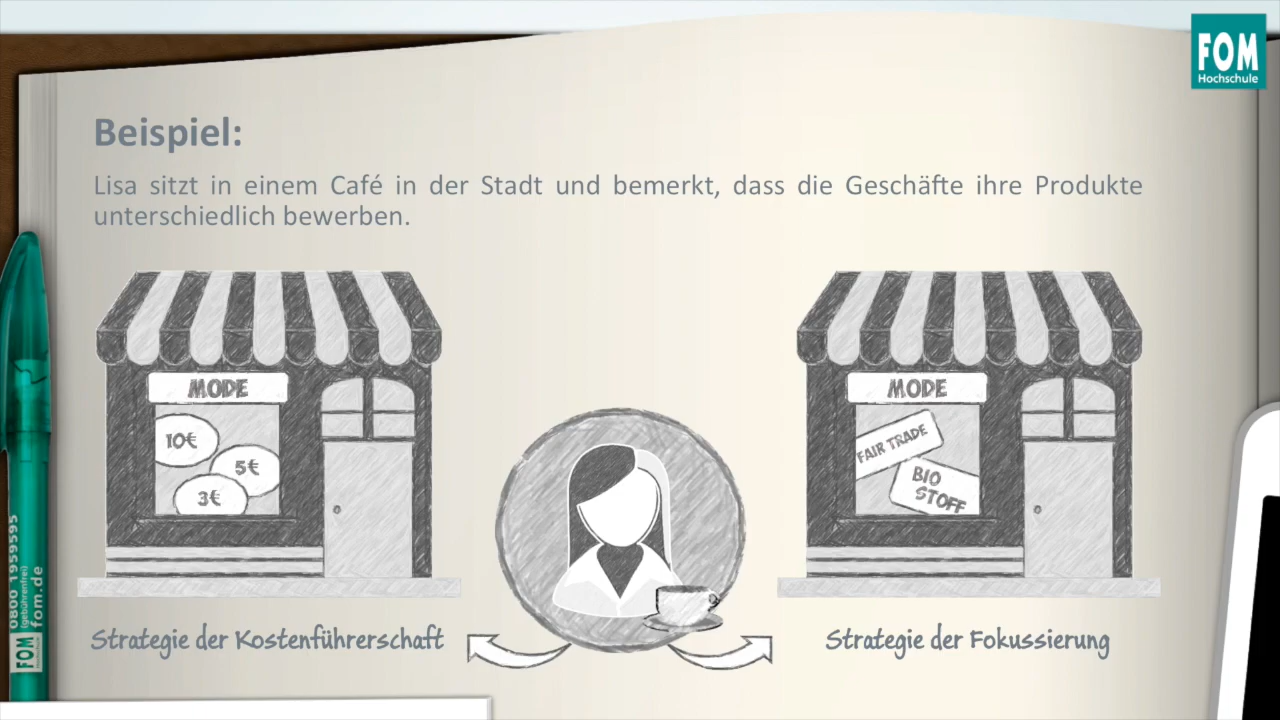 FOM
Hochschule
Beispiel:
Lisa sitzt in einem Café in der Stadt und bemerkt, dass die Geschäfte ihre Produkte
unterschiedlich bewerben.
MODE
10€
5€
3€
MODE
FAIR TRADE
BIO
STOFF
Strategie der Kostenführerschaft
Strategie der Fokussierung
0800 1959595
(gebührenfrei)
fom.de
FOM
Hochschule